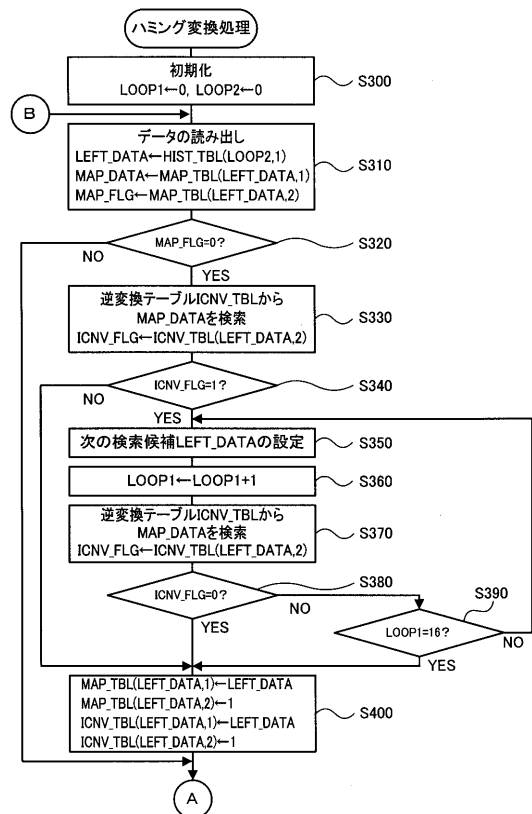 ハミング変換処理
初期化
LOOP1←0, LOOP2←0
S300
B
データの読み出し
LEFT_DATA←HIST_TBL(LOOP2,1)
MAP_DATA←MAP_TBL(LEFT_DATA,1)
MAP_FLG←MAP_TBL(LEFT_DATA,2)
S310
MAP_FLG=0?
S320
NO
YES
逆変換テーブルICNV_TBLから
MAP_DATAを検索
ICNV_FLG←ICNV_TBL(LEFT_DATA,2)
S330
ICNV_FLG=1?
S340
NO
YES
次の検索候補LEFT_DATAの設定
S350
LOOP1←LOOP1+1
S360
逆変換テーブルICNV_TBLから
MAP_DATAを検索
ICNV_FLG←ICNV_TBL(LEFT_DATA,2)
S370
ICNV_FLG=0?
S380
NO
YES
LOOP1=16?
S390
NO
YES
MAP_TBL(LEFT_DATA,1)←LEFT_DATA
MAP_TBL(LEFT_DATA,2)←1
ICNV_TBL(LEFT_DATA,1)←LEFT_DATA
ICNV_TBL(LEFT_DATA,2)←1
S400
A